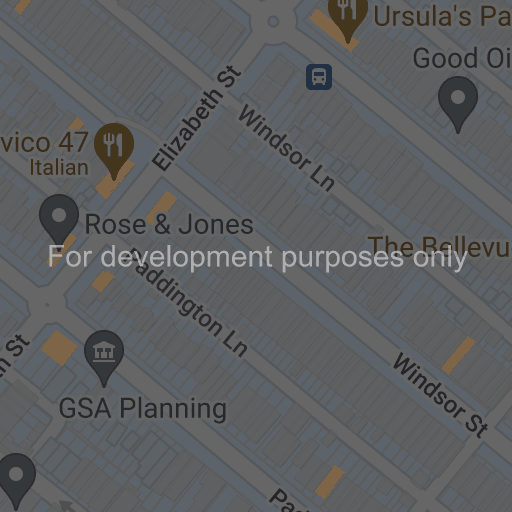 Ursula's Pa
Good Oi
Elizabeth St
Windsor Ln
vico 47
Italian
Rose & Jones
The Bellevu
For development purposes only
Paddington Ln
Windsor St
h St
GSA Planning
Pad